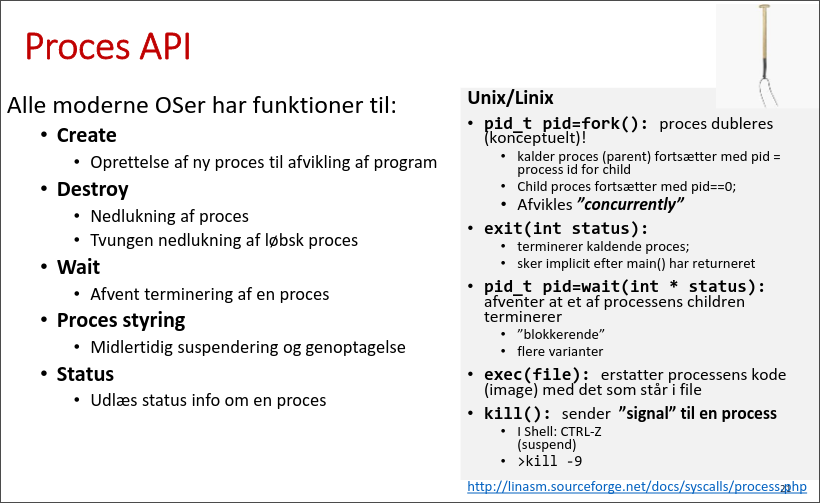 Proces API
Alle moderne OSer har funktioner til:
• Create
• Oprettelse af ny proces til afvikling af program
• Destroy
• Nedlukning af proces
• Tvungen nedlukning af løbsk proces
• Wait
• Afvent terminering af en proces
• Proces styring
• Midlertidig suspendering og genoptagelse
• Status
• Udlæs status info om en proces
Unix/Linix
• pid_t pid=fork(): proces dubleres
(konceptuelt)!
• kalder proces (parent) fortsætter med pid =
process id for child
• Child proces fortsætter med pid==0;
• Afvikles ”concurrently”
• exit(int status):
• terminerer kaldende proces;
• sker implicit efter main() har returneret
• pid_t pid=wait(int * status):
afventer at et af processens children
terminerer
• ”blokkerende”
• flere varianter
• exec(file): erstatter processens kode
(image) med det som står i file
• kill(): sender ”signal” til en process
• I Shell: CTRL-Z
(suspend)
• >kill -9
http://linasm.sourceforge.net/docs/syscalls/process.php